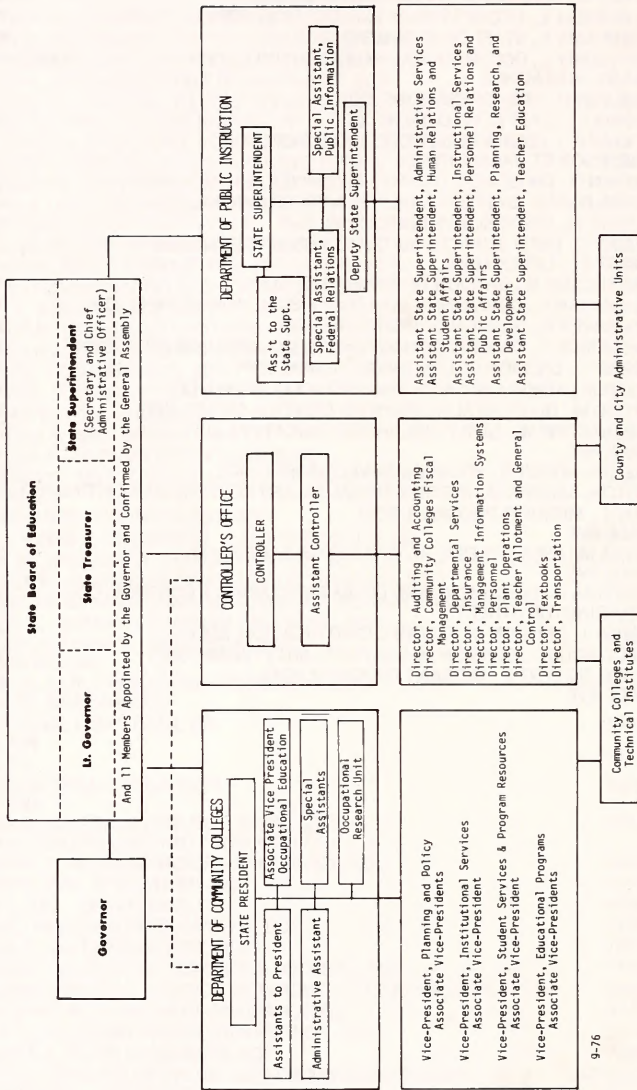 State Board of Education
Governor
Lt. Governor
State Treasurer
State Superintendent
(Secretary and Chief
Administrative Officer)
And 11 Members Appointed by the Governor and Confirmed by the General Assembly
DEPARTMENT OF COMMUNITY COLLEGES
STATE PRESIDENT
Assistants to President
Associate Vice President
Occupational Education
Administrative Assistant
Special
Assistants
Occupational
Research Unit
Vice-President, Planning and Policy
Associate Vice-Presidents
Vice-President, Institutional Services
Associate Vice-President
Vice-President, Student Services & Program Resources
Associate Vice-President
Vice-President, Educational Programs
Associate Vice-Presidents
CONTROLLER'S OFFICE
CONTROLLER
Assistant Controller
Director, Auditing and Accounting
Director, Community Colleges Fiscal
Management
Director, Departmental Services
Director, Insurance
Director, Management Information Systems
Director, Personnel
Director, Plant Operations
Director, Teacher Allotment and General
Control
Director, Textbooks
Director, Transportation
DEPARTMENT OF PUBLIC INSTRUCTION
STATE SUPERINTENDENT
Ass't to the
State Supt.
Special Assistant,
Federal Relations
Special Assistant,
Public Information
Deputy State Superintendent
Assistant State Superintendent, Administrative Services
Assistant State Superintendent, Human Relations and
Student Affairs
Assistant State Superintendent, Instructional Services
Assistant State Superintendent, Personnel Relations and
Public Affairs
Assistant State Superintendent, Planning, Research, and
Development
Assistant State Superintendent, Teacher Education
Community Colleges and
Technical Institutes
County and City Administrative Units
9-76